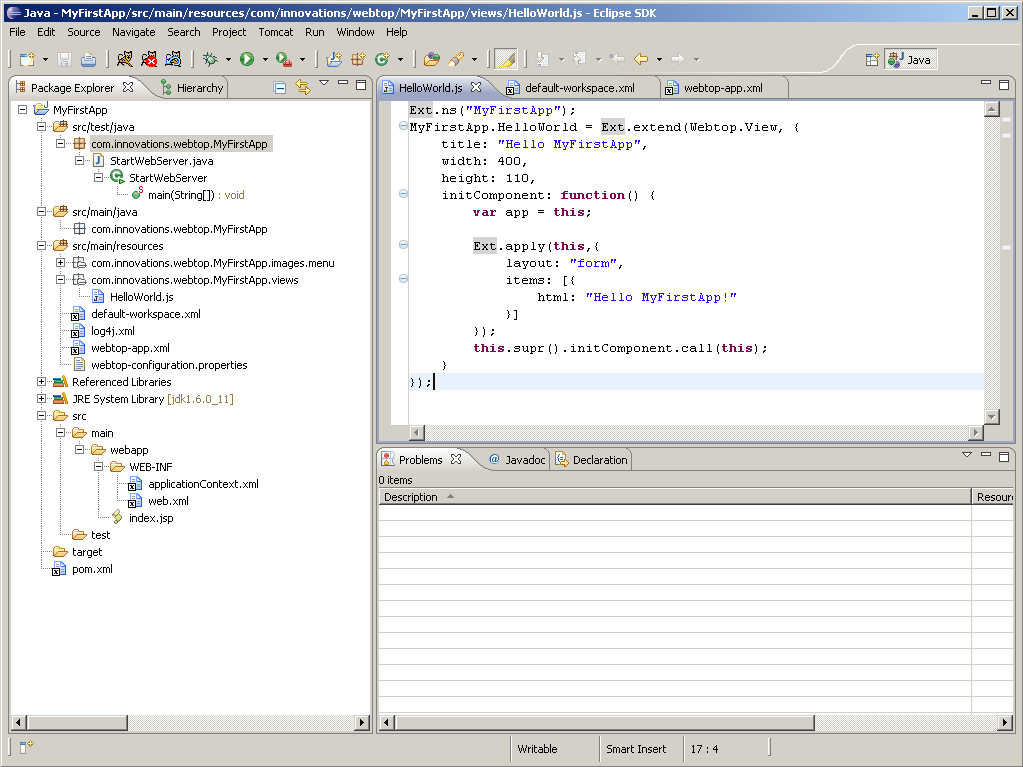 Java - MyFirstApp/src/main/resources/com/innovations/webtop/MyFirstApp/views/HelloWorld.js - Eclipse SDK
File Edit Source Navigate Search Project Tomcat Run Window Help
Java
Package Explorer Hierarchy
MyFirstApp
src/test/java
com.innovations.webtop.MyFirstApp
StartWebServer.java
StartWebServer
main(String[]) : void
src/main/java
com.innovations.webtop.MyFirstApp
src/main/resources
com.innovations.webtop.MyFirstApp.images.menu
com.innovations.webtop.MyFirstApp.views
HelloWorld.js
default-workspace.xml
log4j.xml
webtop-app.xml
webtop-configuration.properties
Referenced Libraries
JRE System Library [jdk1.6.0_11]
src
main
webapp
WEB-INF
applicationContext.xml
web.xml
index.jsp
test
target
pom.xml
HelloWorld.js default-workspace.xml webtop-app.xml
Ext.ns("MyFirstApp");
MyFirstApp.HelloWorld = Ext.extend(Webtop.View, {
title: "Hello MyFirstApp",
width: 400,
height: 110,
initComponent: function() {
var app = this;
Ext.apply(this,{
layout: "form",
items: [{
html: "Hello MyFirstApp!"
}]
});
this.supr().initComponent.call(this);
}
});
Problems @ Javadoc Declaration
0 items
Description Resour
Writable Smart Insert 17 : 4